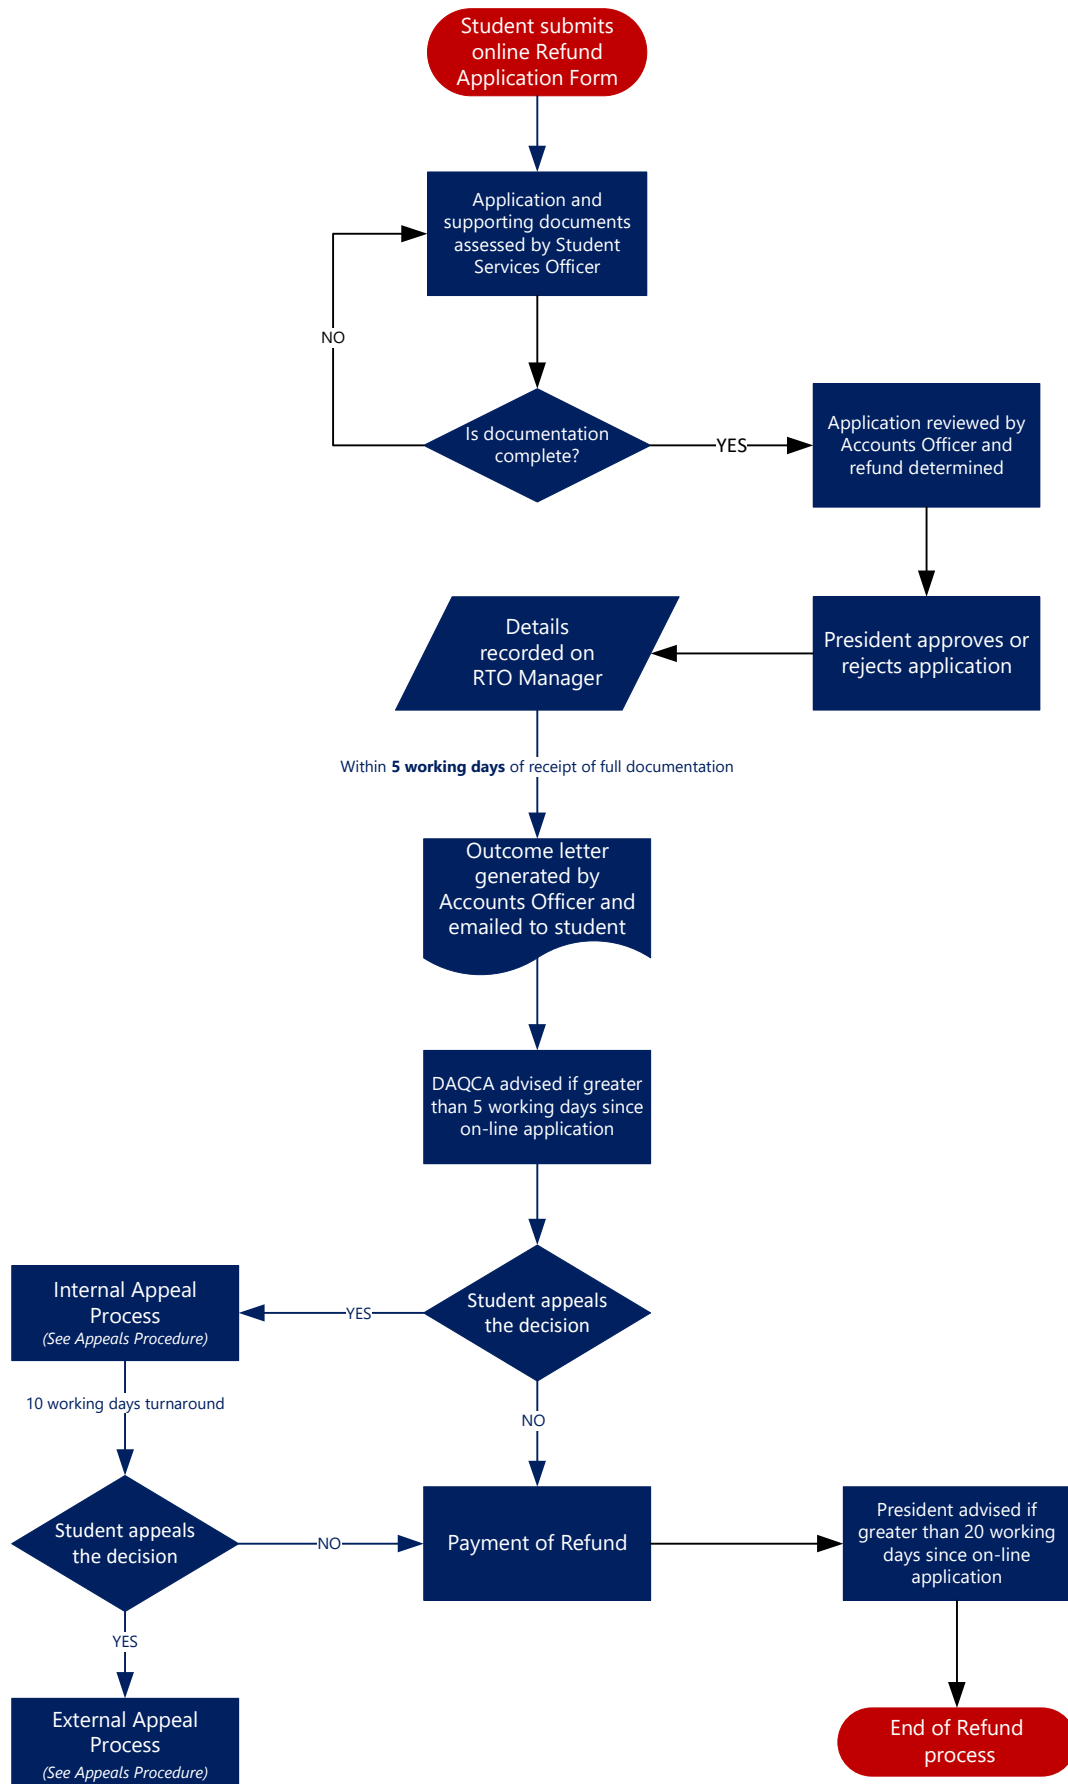 Student submits
online Refund
Application Form
Application and
supporting documents
assessed by Student
Services Officer
NO
Is documentation
complete?
YES
Application reviewed by
Accounts Officer and
refund determined
President approves or
rejects application
Details
recorded on
RTO Manager
Within 5 working days of receipt of full documentation
Outcome letter
generated by
Accounts Officer and
emailed to student
DAQCA advised if greater
than 5 working days since
on-line application
Student appeals
the decision
YES
Internal Appeal
Process
(See Appeals Procedure)
10 working days turnaround
NO
Student appeals
the decision
NO
Payment of Refund
President advised if
greater than 20 working
days since on-line
application
YES
External Appeal
Process
(See Appeals Procedure)
End of Refund
process